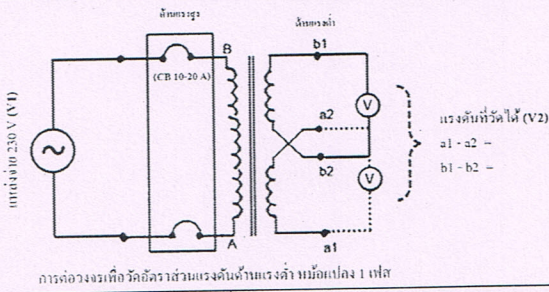 ด้านแรงสูง
ด้านแรงต่ำ
B
b1
(CB 10-20 A)
V
แหล่งจ่าย 230 V (V1)
a2
แรงดันที่วัดได้ (V2)
a1 - a2 =
b2
b1 - b2 =
V
A
a1
การต่อวงจรเพื่อวัดอัตราส่วนแรงดันด้านแรงต่ำ หม้อแปลง 1 เฟส